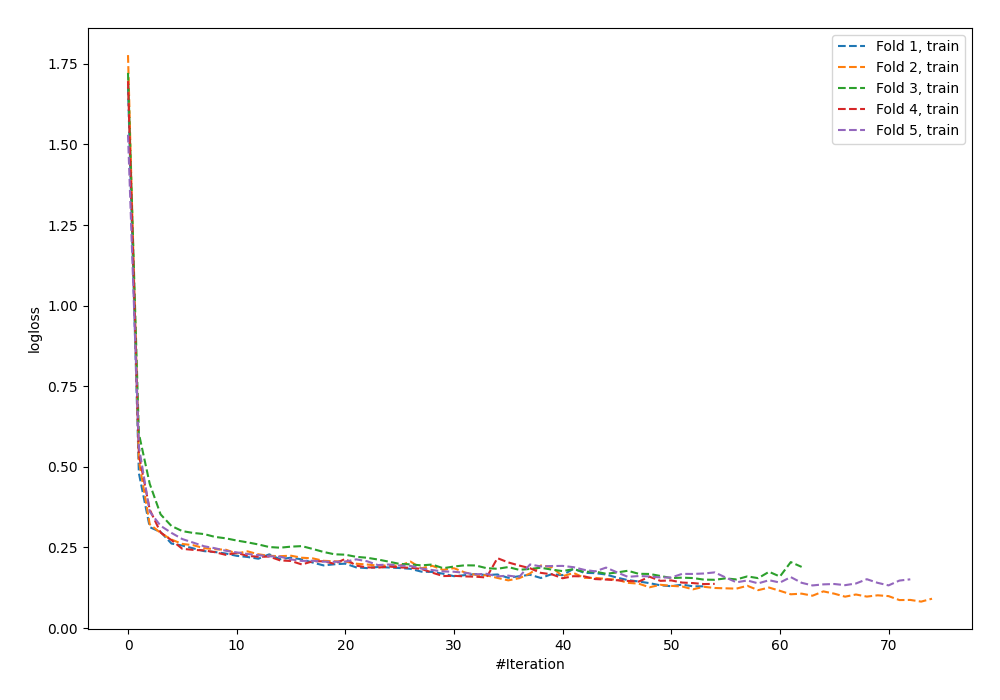 Fold 1, train
Fold 2, train
Fold 3, train
Fold 4, train
Fold 5, train
1.75
1.50
1.25
1.00
0.75
0.50
0.25
0.00
logloss
0 10 20 30 40 50 60 70
#Iteration